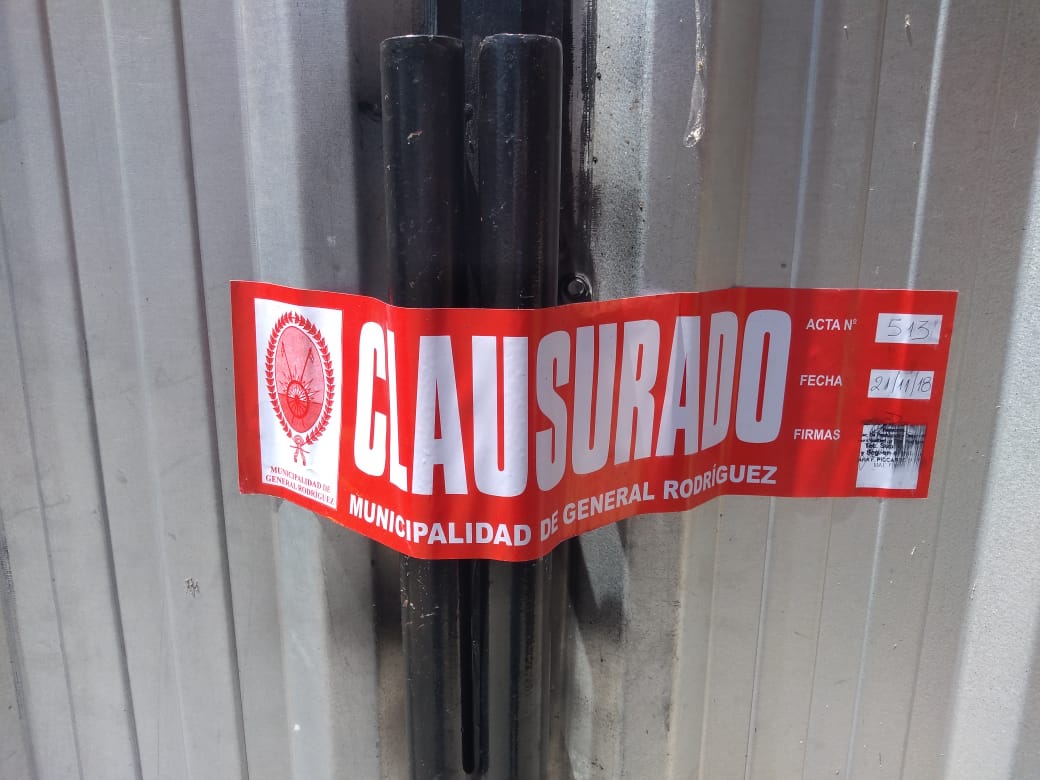 MUNICIPALIDAD DE
GENERAL RODRÍGUEZ
CLAUSURADO
MUNICIPALIDAD DE GENERAL RODRÍGUEZ
ACTA Nº 513
FECHA 21/11/18
FIRMAS